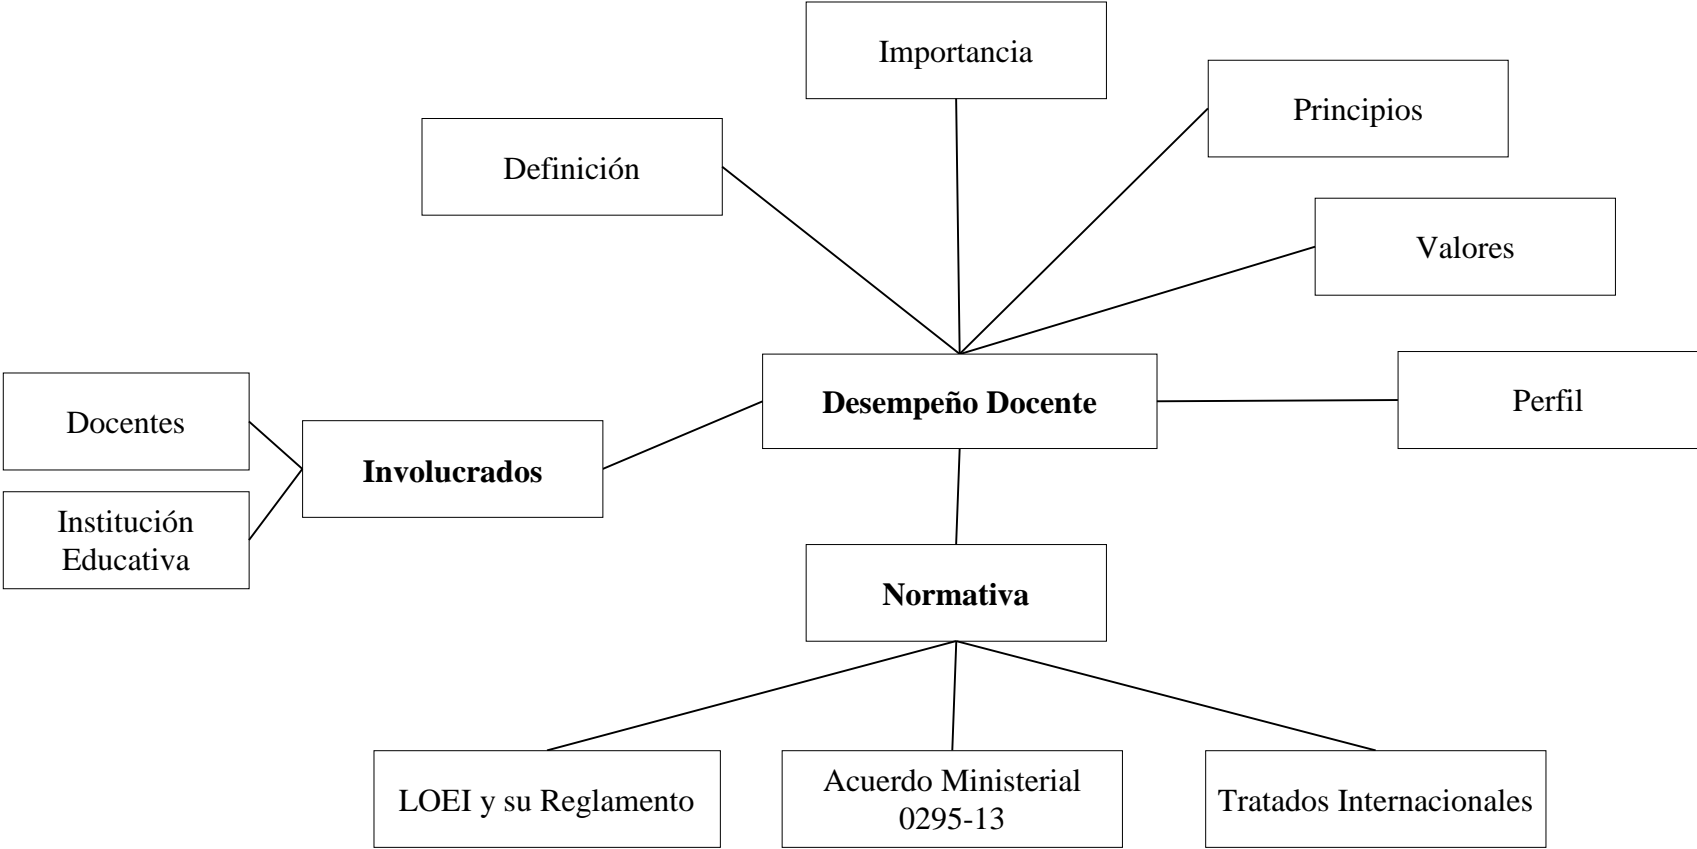 Importancia
Principios
Definición
Valores
Desempeño Docente
Perfil
Docentes
Involucrados
Institución
Educativa
Normativa
LOEI y su Reglamento
Acuerdo Ministerial
0295-13
Tratados Internacionales